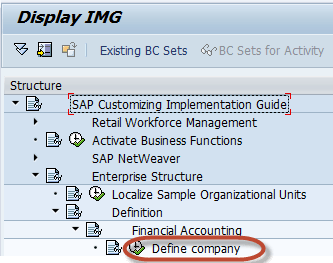 Display IMG
Existing BC Sets BC Sets for Activity
Structure
SAP Customizing Implementation Guide
Retail Workforce Management
Activate Business Functions
SAP NetWeaver
Enterprise Structure
Localize Sample Organizational Units
Definition
Financial Accounting
Define company